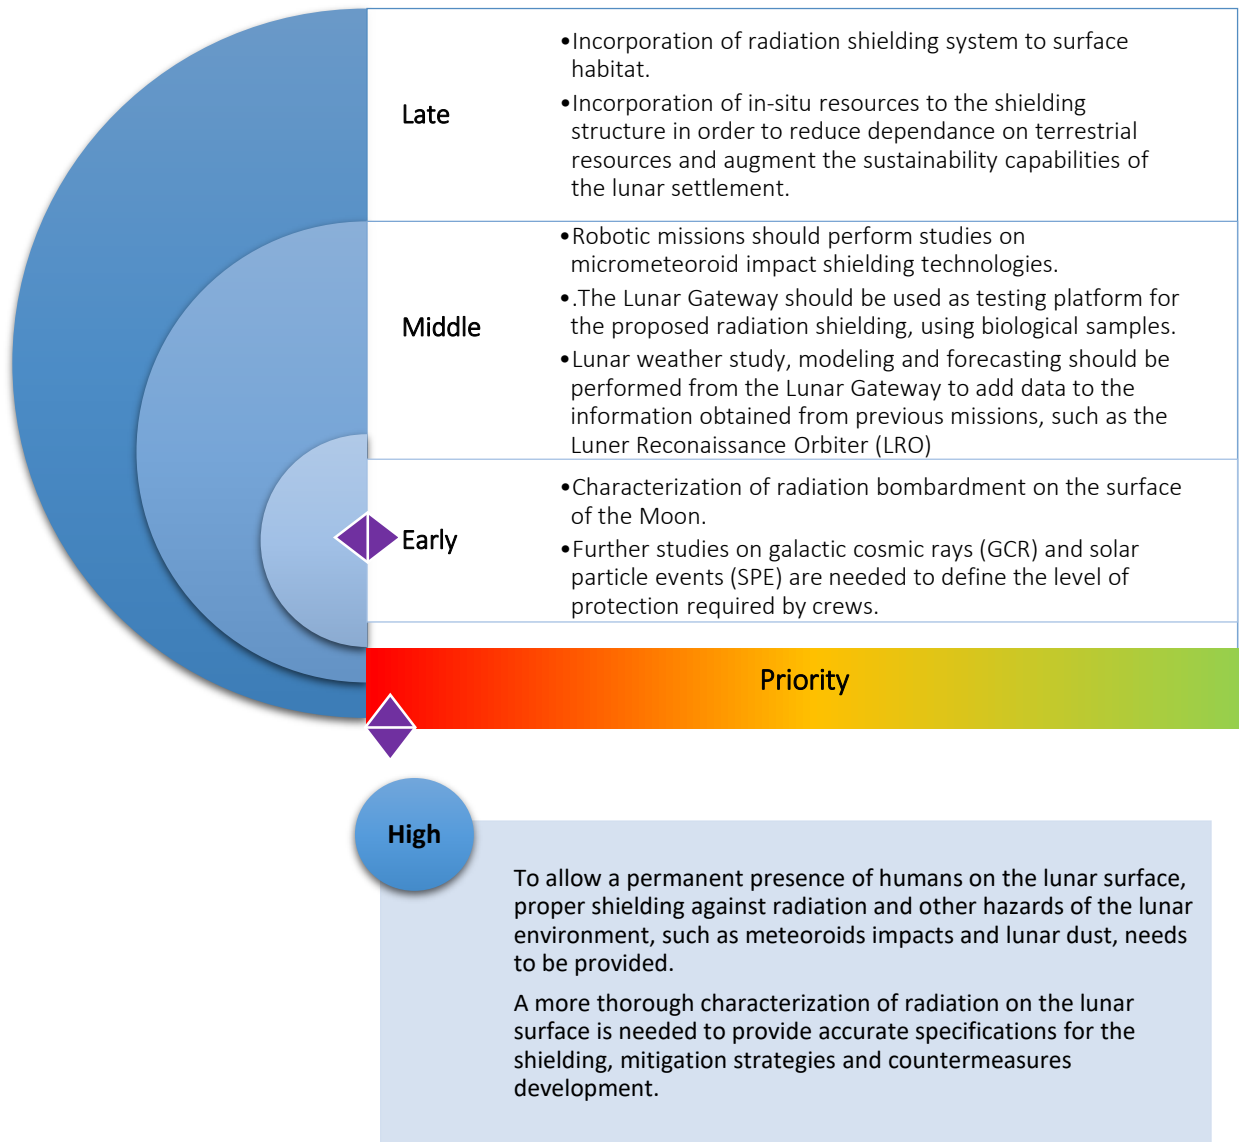 Late
•Incorporation of radiation shielding system to surface
habitat.
•Incorporation of in-situ resources to the shielding
structure in order to reduce dependance on terrestrial
resources and augment the sustainability capabilities of
the lunar settlement.
Middle
•Robotic missions should perform studies on
micrometeoroid impact shielding technologies.
•.The Lunar Gateway should be used as testing platform for
the proposed radiation shielding, using biological samples.
•Lunar weather study, modeling and forecasting should be
performed from the Lunar Gateway to add data to the
information obtained from previous missions, such as the
Luner Reconaissance Orbiter (LRO)
Early
•Characterization of radiation bombardment on the surface
of the Moon.
•Further studies on galactic cosmic rays (GCR) and solar
particle events (SPE) are needed to define the level of
protection required by crews.
Priority
High
To allow a permanent presence of humans on the lunar surface,
proper shielding against radiation and other hazards of the lunar
environment, such as meteoroids impacts and lunar dust, needs
to be provided.
A more thorough characterization of radiation on the lunar
surface is needed to provide accurate specifications for the
shielding, mitigation strategies and countermeasures
development.